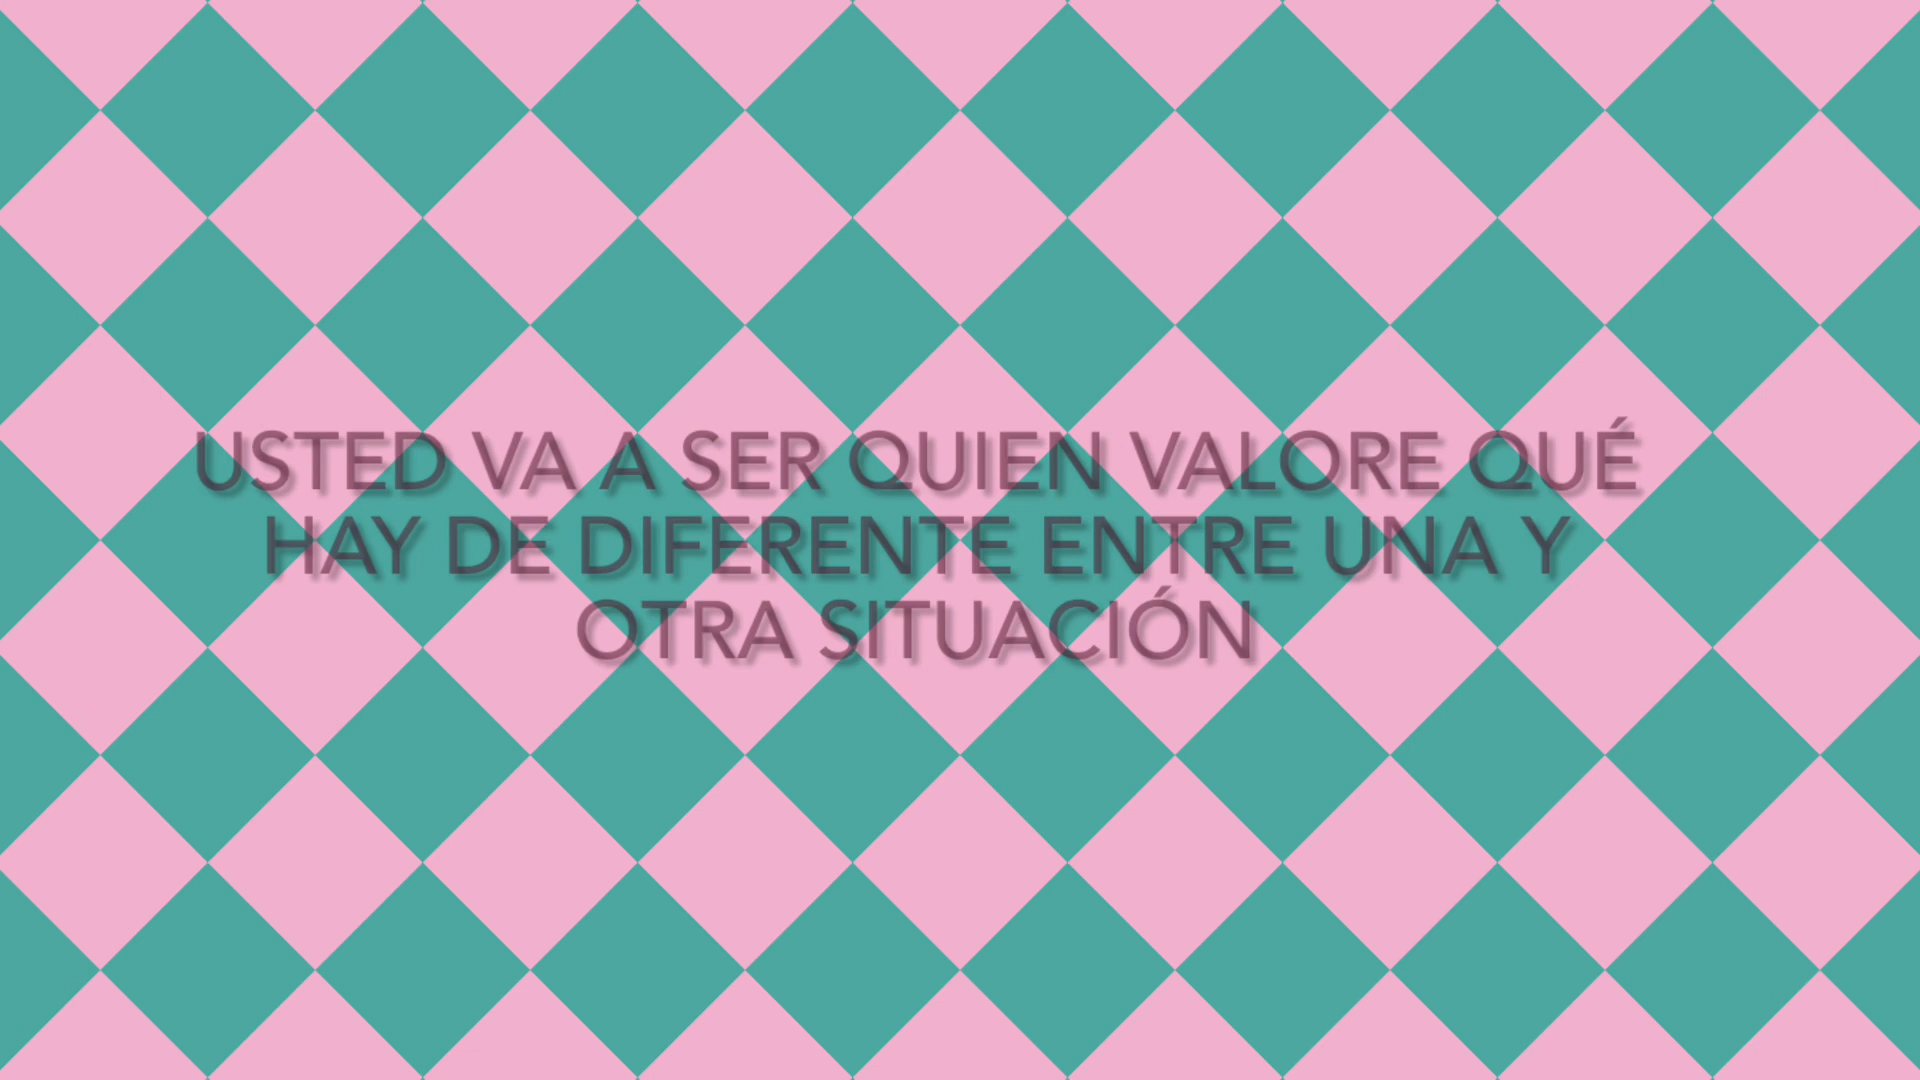 USTED VA A SER QUIEN VALORE QUÉ
HAY DE DIFERENTE ENTRE UNA Y
OTRA SITUACIÓN